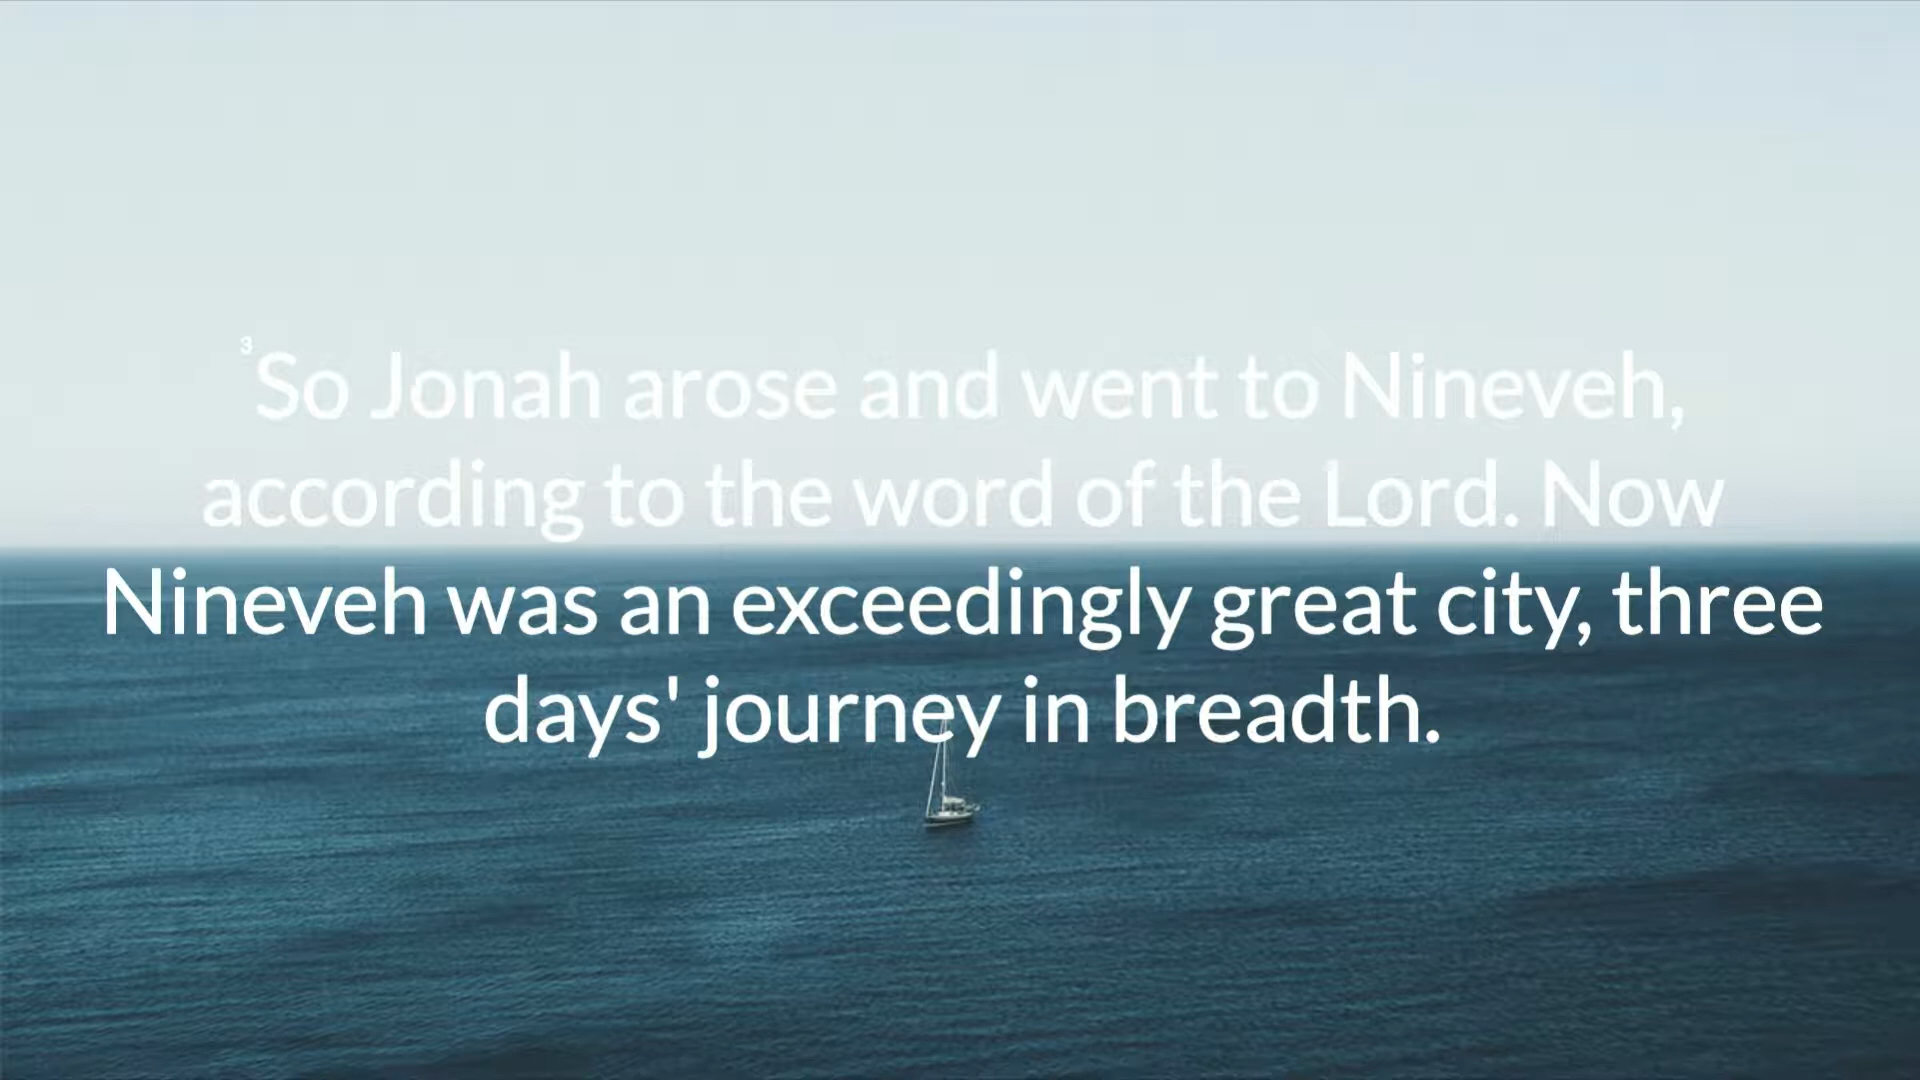 3 So Jonah arose and went to Nineveh,
according to the word of the Lord. Now
Nineveh was an exceedingly great city, three
days' journey in breadth.